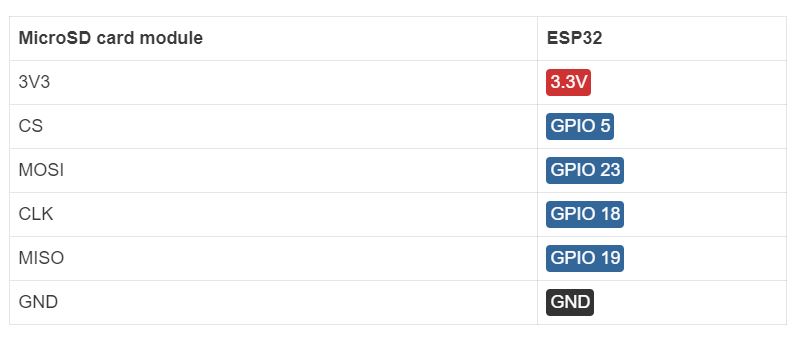 MicroSD card module ESP32
3V3 3.3V
CS GPIO 5
MOSI GPIO 23
CLK GPIO 18
MISO GPIO 19
GND GND